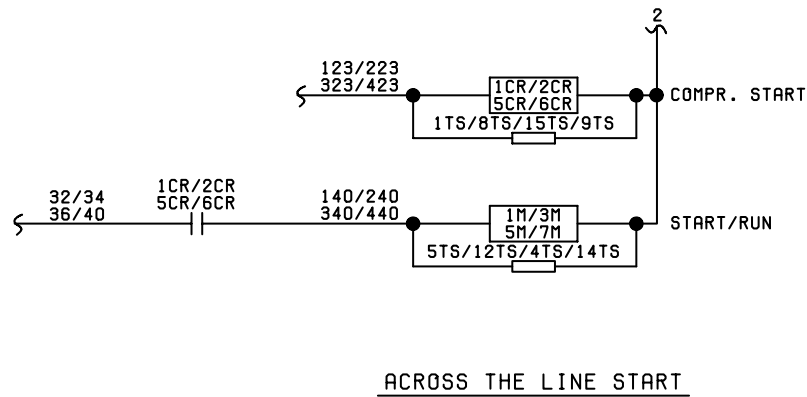 2
123/223
323/423
1CR/2CR
5CR/6CR
COMPR. START
1TS/8TS/15TS/9TS
32/34
36/40
1CR/2CR
5CR/6CR
140/240
340/440
1M/3M
5M/7M
START/RUN
5TS/12TS/4TS/14TS
ACROSS THE LINE START